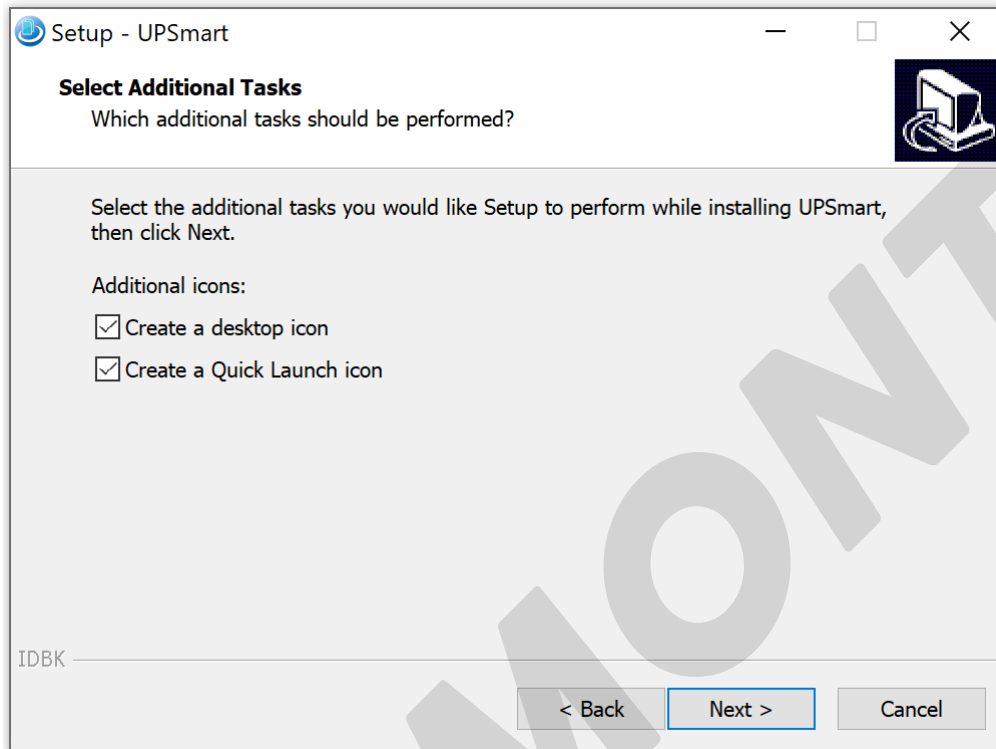 Setup - UPSmart
Select Additional Tasks
Which additional tasks should be performed?
Select the additional tasks you would like Setup to perform while installing UPSmart,
then click Next.
Additional icons:
Create a desktop icon
Create a Quick Launch icon
MONT
IDBK
< Back
Next >
Cancel